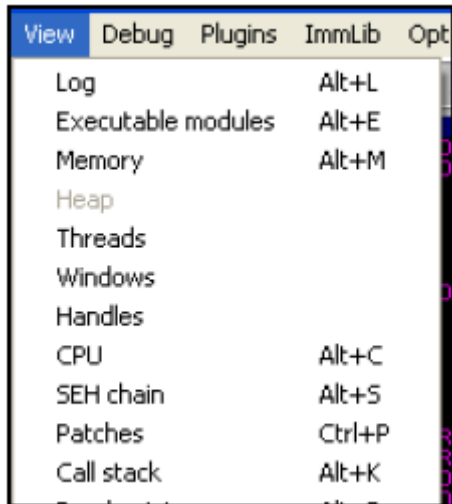 View Debug Plugins ImmLib Opt
Log Alt+L
Executable modules Alt+E
Memory Alt+M
Heap
Threads
Windows
Handles
CPU Alt+C
SEH chain Alt+S
Patches Ctrl+P
Call stack Alt+K